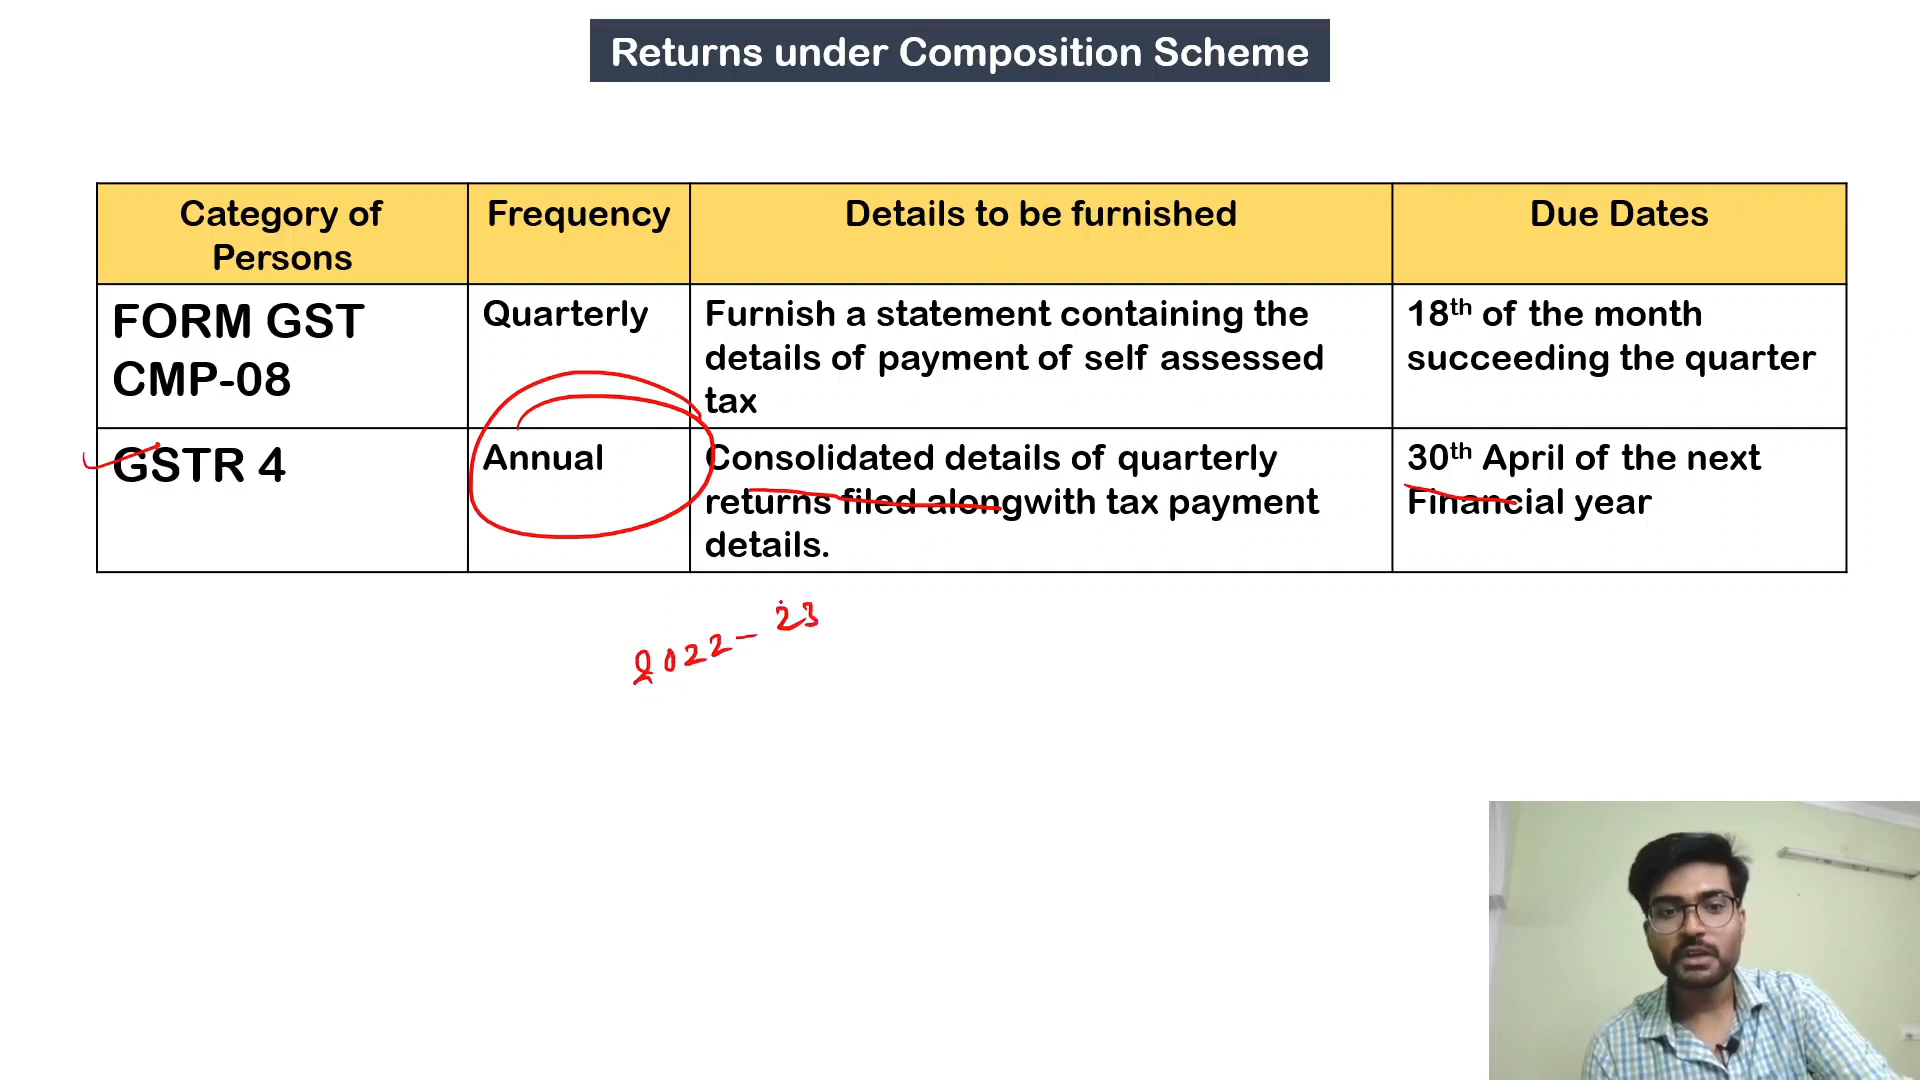 Returns under Composition Scheme
Category of
Persons
Frequency
Details to be furnished
Due Dates
FORM GST
CMP-08
Quarterly
Furnish a statement containing the
details of payment of self assessed
tax
18th of the month
succeeding the quarter
GSTR 4
Annual
Consolidated details of quarterly
returns filed alongwith tax payment
details.
30th April of the next
Financial year
2022-23